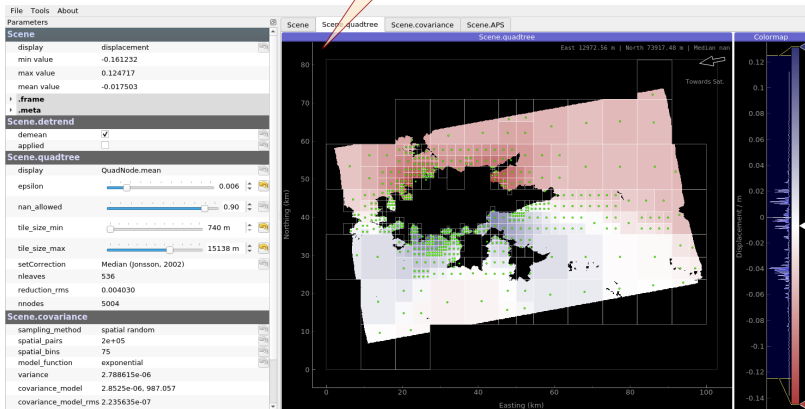 File Tools About
Parameters
Scene
display displacement
min value -0.161232
max value 0.124717
mean value -0.017503
.frame
.meta
Scene.detrend
demean
applied
Scene.quadtree
display QuadNode.mean
epsilon 0.006
nan_allowed 0.90
tile_size_min 740 m
tile_size_max 15138 m
setCorrection Median (Jonsson, 2002)
nleaves 536
reduction_rms 0.004030
nnodes 5004
Scene.covariance
sampling_method spatial random
spatial_pairs 2e+05
spatial_bins 75
model_function exponential
variance 2.788615e-06
covariance_model 2.8525e-06, 987.057
covariance_model_rms 2.235635e-07
Scene Scene.quadtree Scene.covariance Scene.APS
Scene.quadtree
East 12972.56 m | North 73917.48 m | Median nan
Towards Sat.
Northing (km)
80
70
60
50
40
30
20
10
0
0 20 40 60 80 100
Easting (km)
Colormap
Displacement / m
0.12
0.1
0.08
0.06
0.04
0.02
0
-0.02
-0.04
-0.06
-0.08
-0.1
-0.12
-0.14